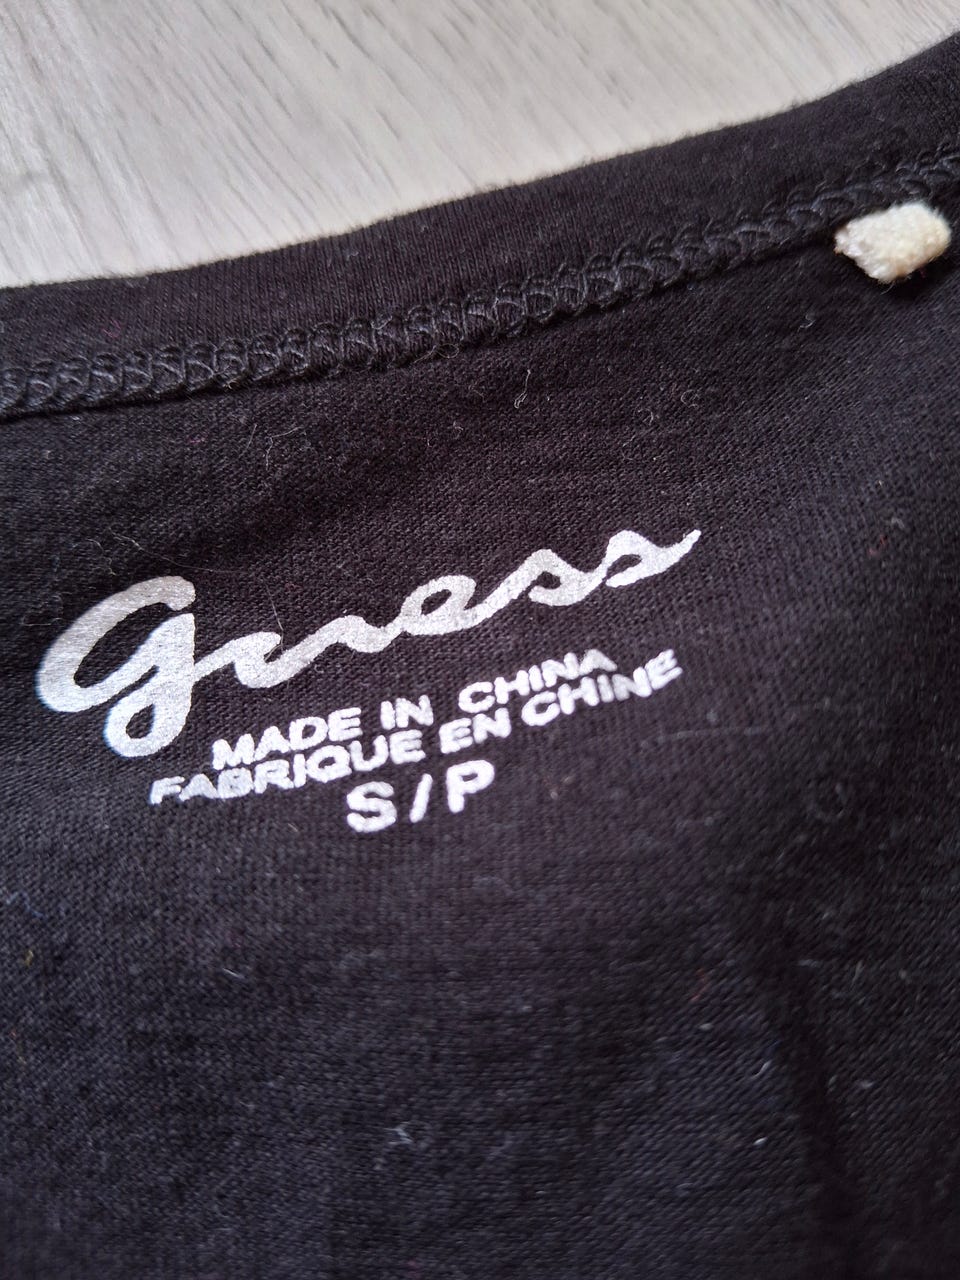 Guess
MADE IN CHINA
FABRIQUE EN CHINE
S/P